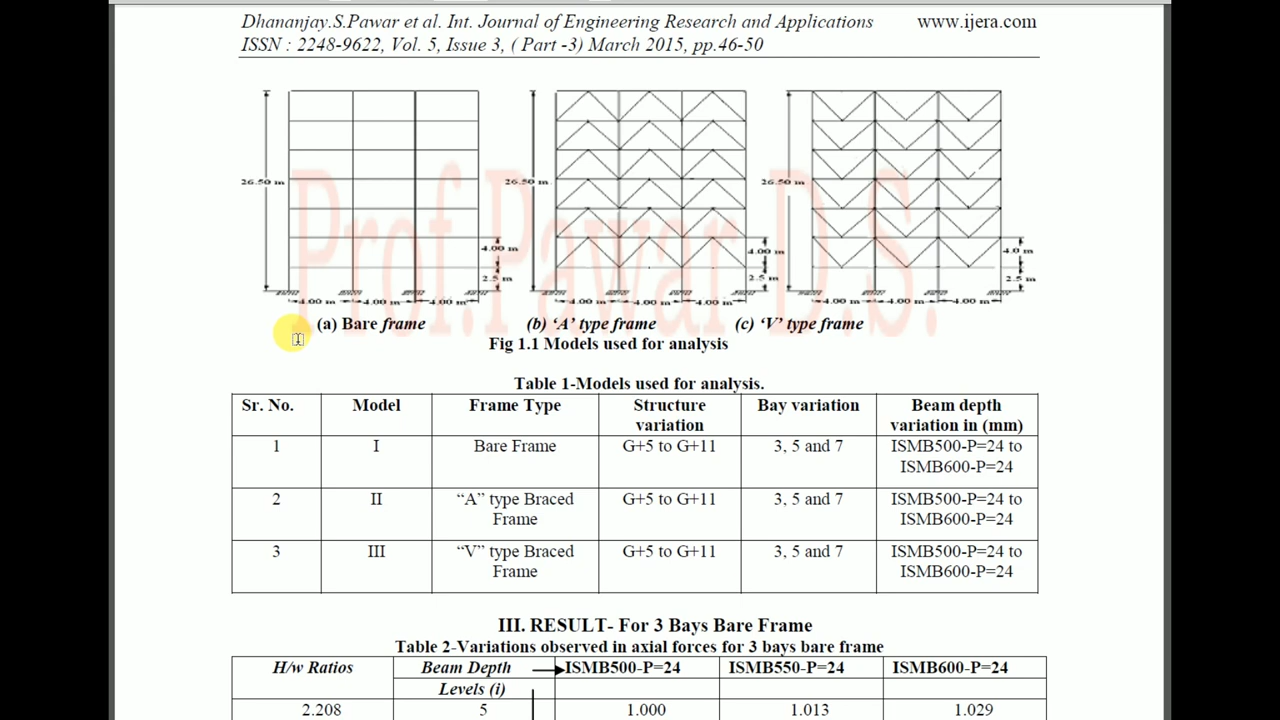 Dhananjay.S.Pawar et al. Int. Journal of Engineering Research and Applications www.ijera.com
ISSN : 2248-9622, Vol. 5, Issue 3, ( Part -3) March 2015, pp.46-50
26.50 m 26.50 m 26.50 m
4.00 m 4.00 m 4.0 m
2.5 m 2.5 m 2.5 m
4.00 m 4.00 m 4.00 m 4.00 m 4.00 m 4.00 m 4.00 m 4.00 m 4.00 m
Prof.Pawar D.S.
(a) Bare frame (b) ‘A’ type frame (c) ‘V’ type frame
Fig 1.1 Models used for analysis
Table 1-Models used for analysis.
Sr. No. Model Frame Type Structure variation Bay variation Beam depth variation in (mm)
1 I Bare Frame G+5 to G+11 3, 5 and 7 ISMB500-P=24 to ISMB600-P=24
2 II “A” type Braced Frame G+5 to G+11 3, 5 and 7 ISMB500-P=24 to ISMB600-P=24
3 III “V” type Braced Frame G+5 to G+11 3, 5 and 7 ISMB500-P=24 to ISMB600-P=24
III. RESULT- For 3 Bays Bare Frame
Table 2-Variations observed in axial forces for 3 bays bare frame
H/w Ratios Beam Depth ISMB500-P=24 ISMB550-P=24 ISMB600-P=24
Levels (i)
2.208 5 1.000 1.013 1.029